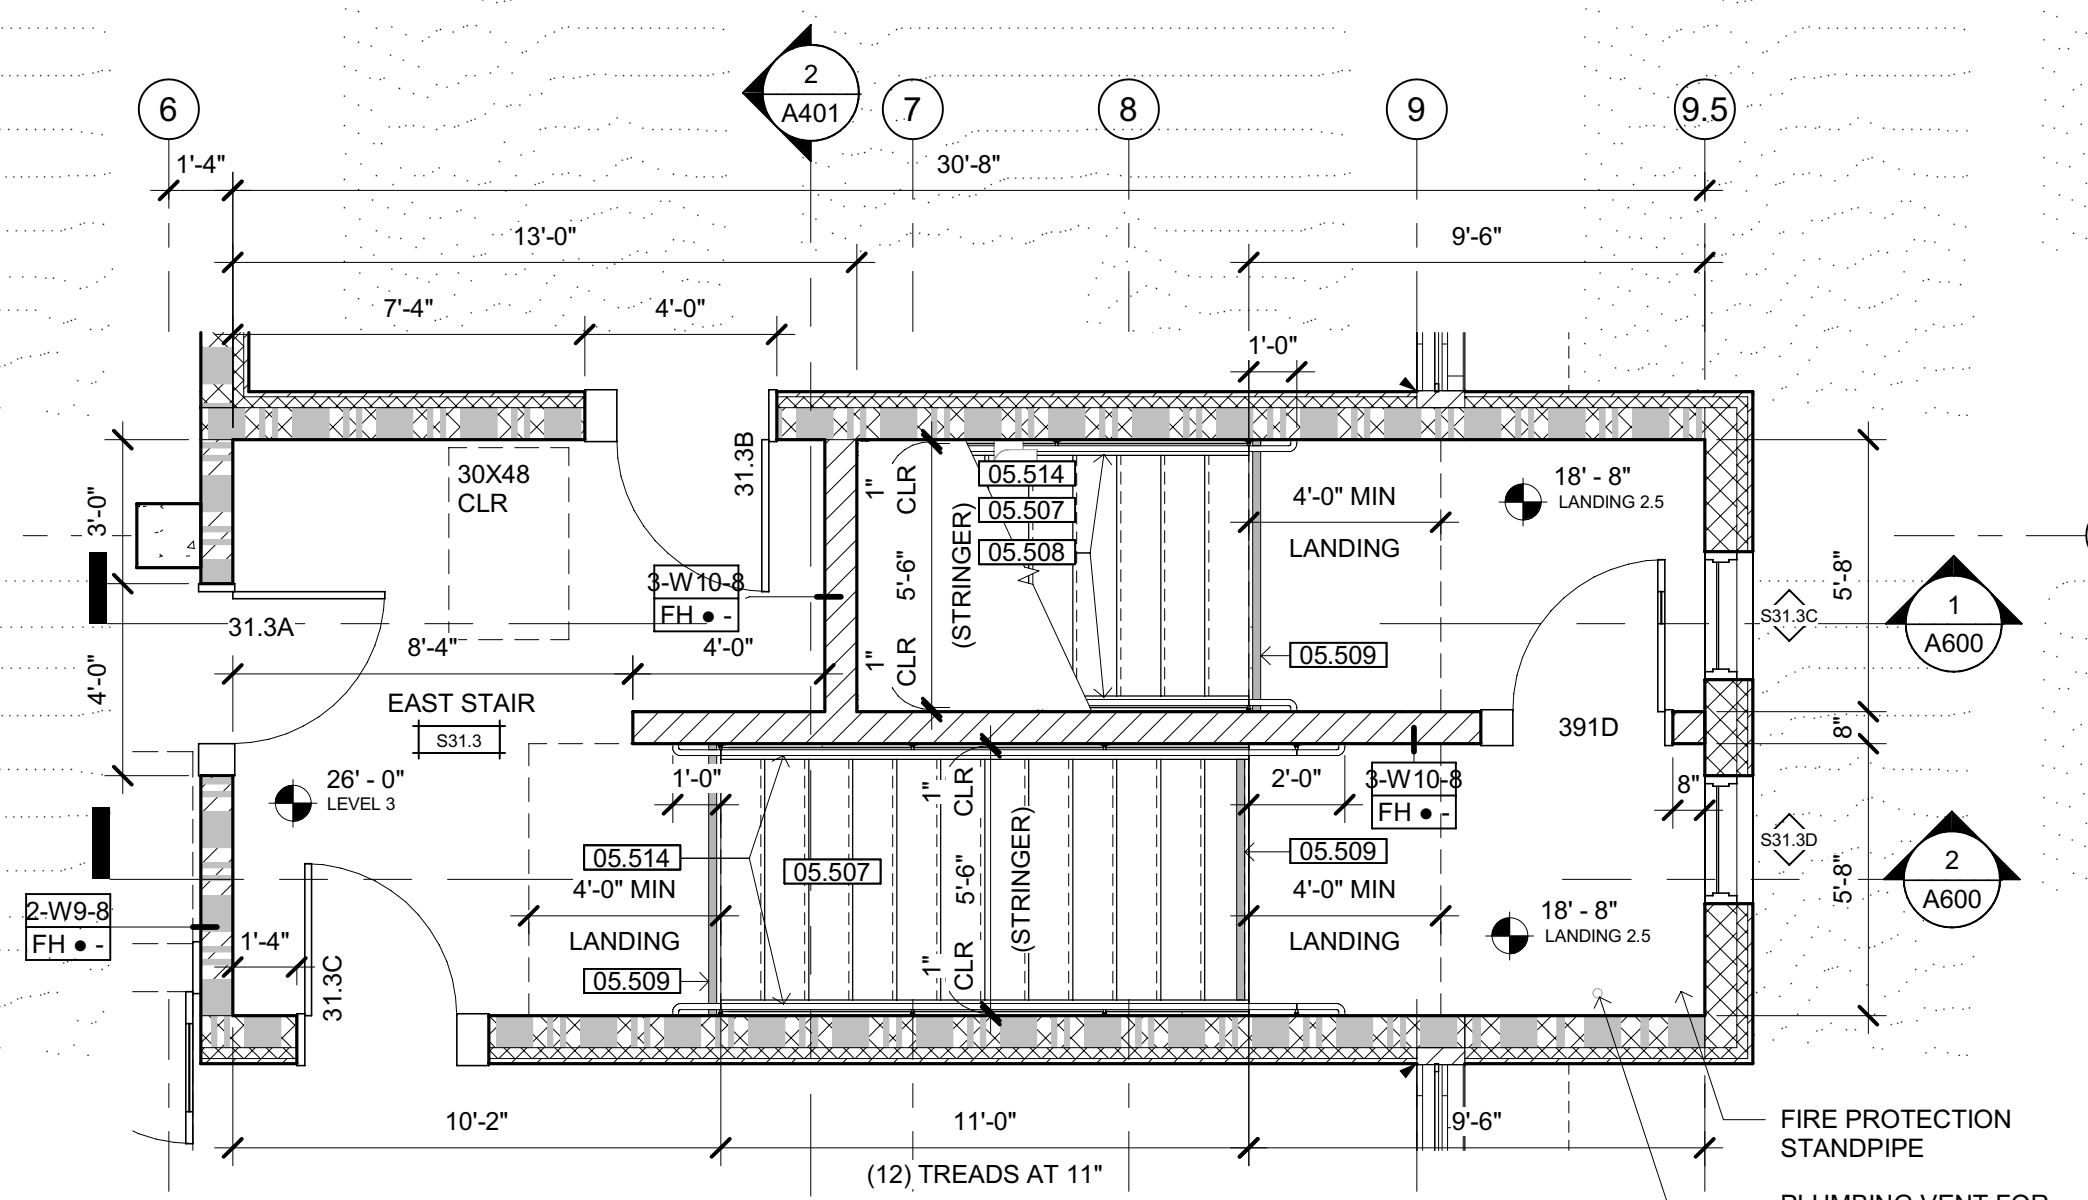 2
A401
6
7
8
9
9.5
1'-4"
30'-8"
13'-0"
9'-6"
7'-4"
4'-0"
1'-0"
31.3B
30X48
CLR
3'-0"
1"
CLR
5'-6"
(STRINGER)
1"
CLR
05.514
05.507
05.508
4'-0" MIN
LANDING
18' - 8"
LANDING 2.5
5'-8"
3-W10-8
FH ● -
31.3A
8'-4"
4'-0"
05.509
S31.3C
1
A600
4'-0"
EAST STAIR
S31.3
391D
8"
26' - 0"
LEVEL 3
1'-0"
1"
CLR
5'-6"
(STRINGER)
1"
CLR
2'-0"
3-W10-8
FH ● -
8"
05.514
05.507
05.509
S31.3D
2
A600
4'-0" MIN
LANDING
4'-0" MIN
LANDING
5'-8"
2-W9-8
FH ● -
1'-4"
31.3C
05.509
18' - 8"
LANDING 2.5
10'-2"
11'-0"
9'-6"
(12) TREADS AT 11"
FIRE PROTECTION
STANDPIPE
PLUMBING VENT FOR